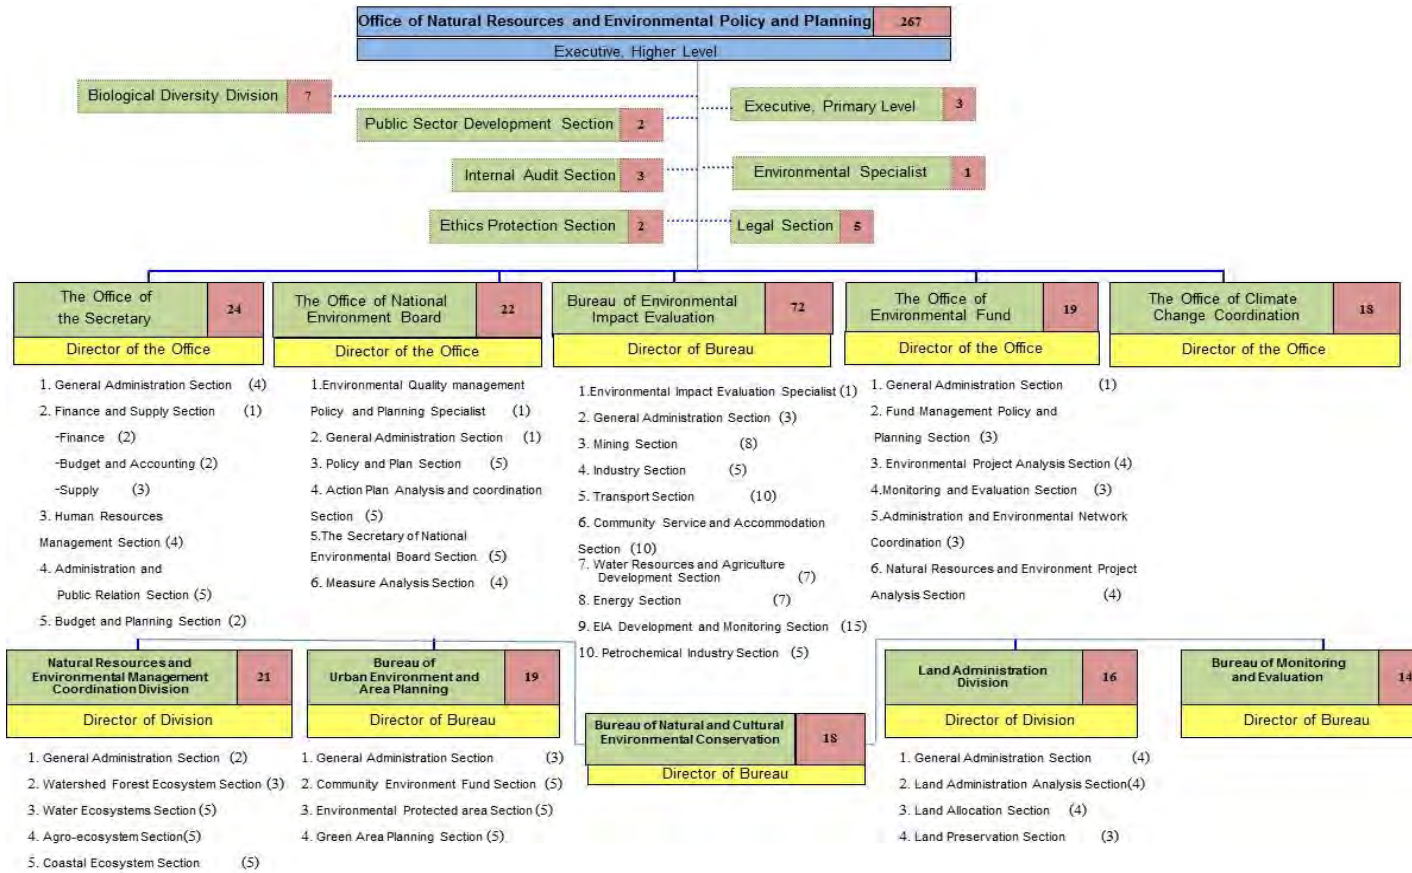 Office of Natural Resources and Environmental Policy and Planning 267
Executive, Higher Level
Biological Diversity Division 7
Executive, Primary Level 3
Public Sector Development Section 2
Internal Audit Section 3
Environmental Specialist 1
Ethics Protection Section 2
Legal Section 5
The Office of
the Secretary
24
Director of the Office
1. General Administration Section (4)
2. Finance and Supply Section (1)
-Finance (2)
-Budget and Accounting (2)
-Supply (3)
3. Human Resources
Management Section (4)
4. Administration and
Public Relation Section (5)
5. Budget and Planning Section (2)
The Office of National
Environment Board
22
Director of the Office
1.Environmental Quality management
Policy and Planning Specialist (1)
2. General Administration Section (1)
3. Policy and Plan Section (5)
4. Action Plan Analysis and coordination
Section (5)
5.The Secretary of National
Environmental Board Section (5)
6. Measure Analysis Section (4)
Bureau of Environmental
Impact Evaluation
72
Director of Bureau
1.Environmental Impact Evaluation Specialist (1)
2. General Administration Section (3)
3. Mining Section (8)
4. Industry Section (5)
5. Transport Section (10)
6. Community Service and Accommodation
Section (10)
7. Water Resources and Agriculture
Development Section (7)
8. Energy Section (7)
9. EIA Development and Monitoring Section (15)
10. Petrochemical Industry Section (5)
The Office of
Environmental Fund
19
Director of the Office
1. General Administration Section (1)
2. Fund Management Policy and
Planning Section (3)
3. Environmental Project Analysis Section (4)
4.Monitoring and Evaluation Section (3)
5.Administration and Environmental Network
Coordination (3)
6. Natural Resources and Environment Project
Analysis Section (4)
The Office of Climate
Change Coordination
18
Director of the Office
Natural Resources and
Environmental Management
Coordination Division
21
Director of Division
1. General Administration Section (2)
2. Watershed Forest Ecosystem Section (3)
3. Water Ecosystems Section (5)
4. Agro-ecosystem Section(5)
5. Coastal Ecosystem Section (5)
Bureau of
Urban Environment and
Area Planning
19
Director of Bureau
1. General Administration Section (3)
2. Community Environment Fund Section (5)
3. Environmental Protected area Section (5)
4. Green Area Planning Section (5)
Bureau of Natural and Cultural
Environmental Conservation
18
Director of Bureau
Land Administration
Division
16
Director of Division
1. General Administration Section (4)
2. Land Administration Analysis Section(4)
3. Land Allocation Section (4)
4. Land Preservation Section (3)
Bureau of Monitoring
and Evaluation
14
Director of Bureau